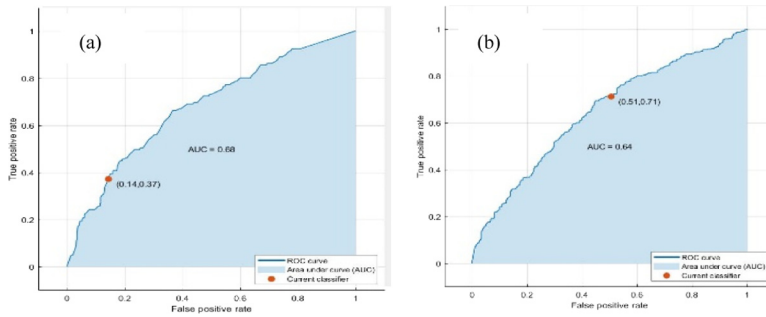 (a)
1
0.8
0.6
0.4
0.2
0
True positive rate
AUC = 0.68
(0.14,0.37)
ROC curve
Area under curve (AUC)
Current classifier
0 0.2 0.4 0.6 0.8 1
False positive rate
(b)
1
0.8
0.6
0.4
0.2
0
True positive rate
(0.51,0.71)
AUC = 0.64
ROC curve
Area under curve (AUC)
Current classifier
0 0.2 0.4 0.6 0.8 1
False positive rate